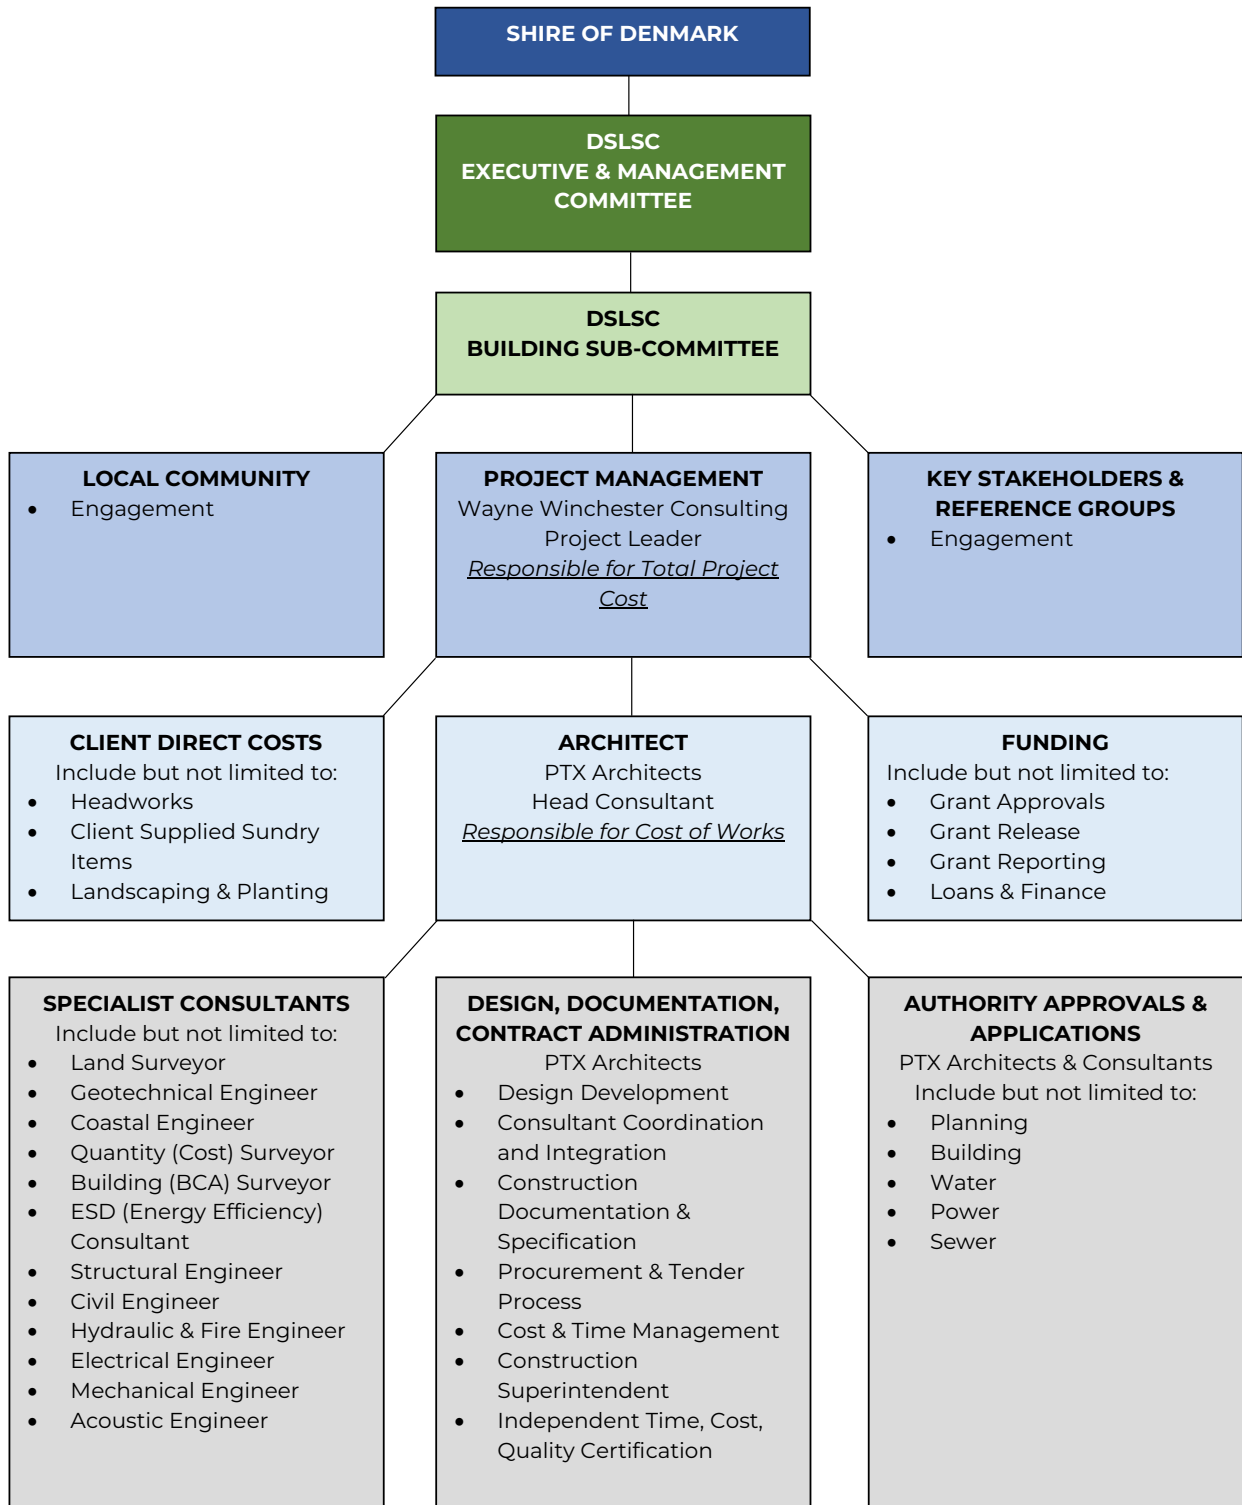 SHIRE OF DENMARK
DSLSC
EXECUTIVE & MANAGEMENT
COMMITTEE
DSLSC
BUILDING SUB-COMMITTEE
LOCAL COMMUNITY
• Engagement
PROJECT MANAGEMENT
Wayne Winchester Consulting
Project Leader
Responsible for Total Project
Cost
KEY STAKEHOLDERS &
REFERENCE GROUPS
• Engagement
CLIENT DIRECT COSTS
Include but not limited to:
• Headworks
• Client Supplied Sundry
Items
• Landscaping & Planting
ARCHITECT
PTX Architects
Head Consultant
Responsible for Cost of Works
FUNDING
Include but not limited to:
• Grant Approvals
• Grant Release
• Grant Reporting
• Loans & Finance
SPECIALIST CONSULTANTS
Include but not limited to:
• Land Surveyor
• Geotechnical Engineer
• Coastal Engineer
• Quantity (Cost) Surveyor
• Building (BCA) Surveyor
• ESD (Energy Efficiency)
Consultant
• Structural Engineer
• Civil Engineer
• Hydraulic & Fire Engineer
• Electrical Engineer
• Mechanical Engineer
• Acoustic Engineer
DESIGN, DOCUMENTATION,
CONTRACT ADMINISTRATION
PTX Architects
• Design Development
• Consultant Coordination
and Integration
• Construction
Documentation &
Specification
• Procurement & Tender
Process
• Cost & Time Management
• Construction
Superintendent
• Independent Time, Cost,
Quality Certification
AUTHORITY APPROVALS &
APPLICATIONS
PTX Architects & Consultants
Include but not limited to:
• Planning
• Building
• Water
• Power
• Sewer